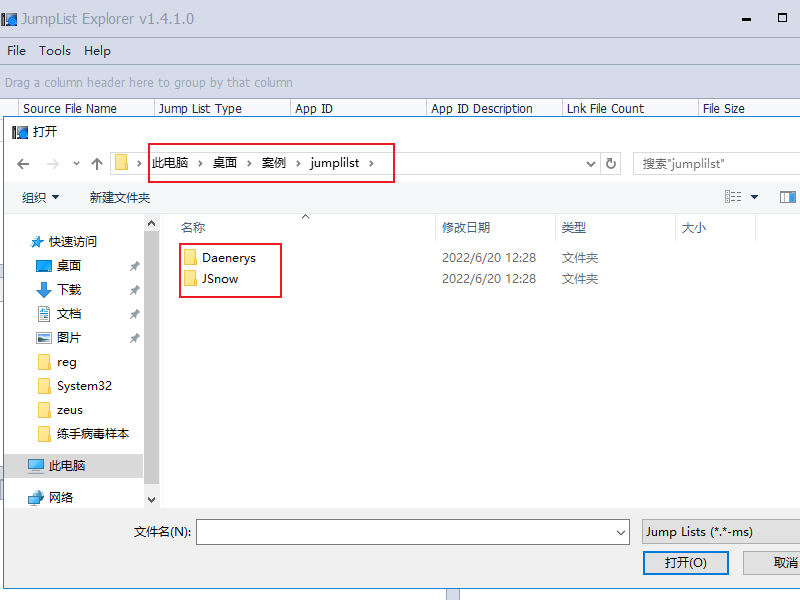 JumpList Explorer v1.4.1.0
File Tools Help
Drag a column header here to group by that column
Source File Name Jump List Type App ID App ID Description Lnk File Count File Size
打开
此电脑 > 桌面 > 案例 > jumplilst > 搜索"jumplilst"
组织 新建文件夹
名称 修改日期 类型 大小
快速访问
桌面
下载
文档
图片
reg
System32
zeus
练手病毒样本
此电脑
网络
Daenerys 2022/6/20 12:28 文件夹
JSnow 2022/6/20 12:28 文件夹
文件名(N): Jump Lists (*.*-ms)
打开(O) 取消